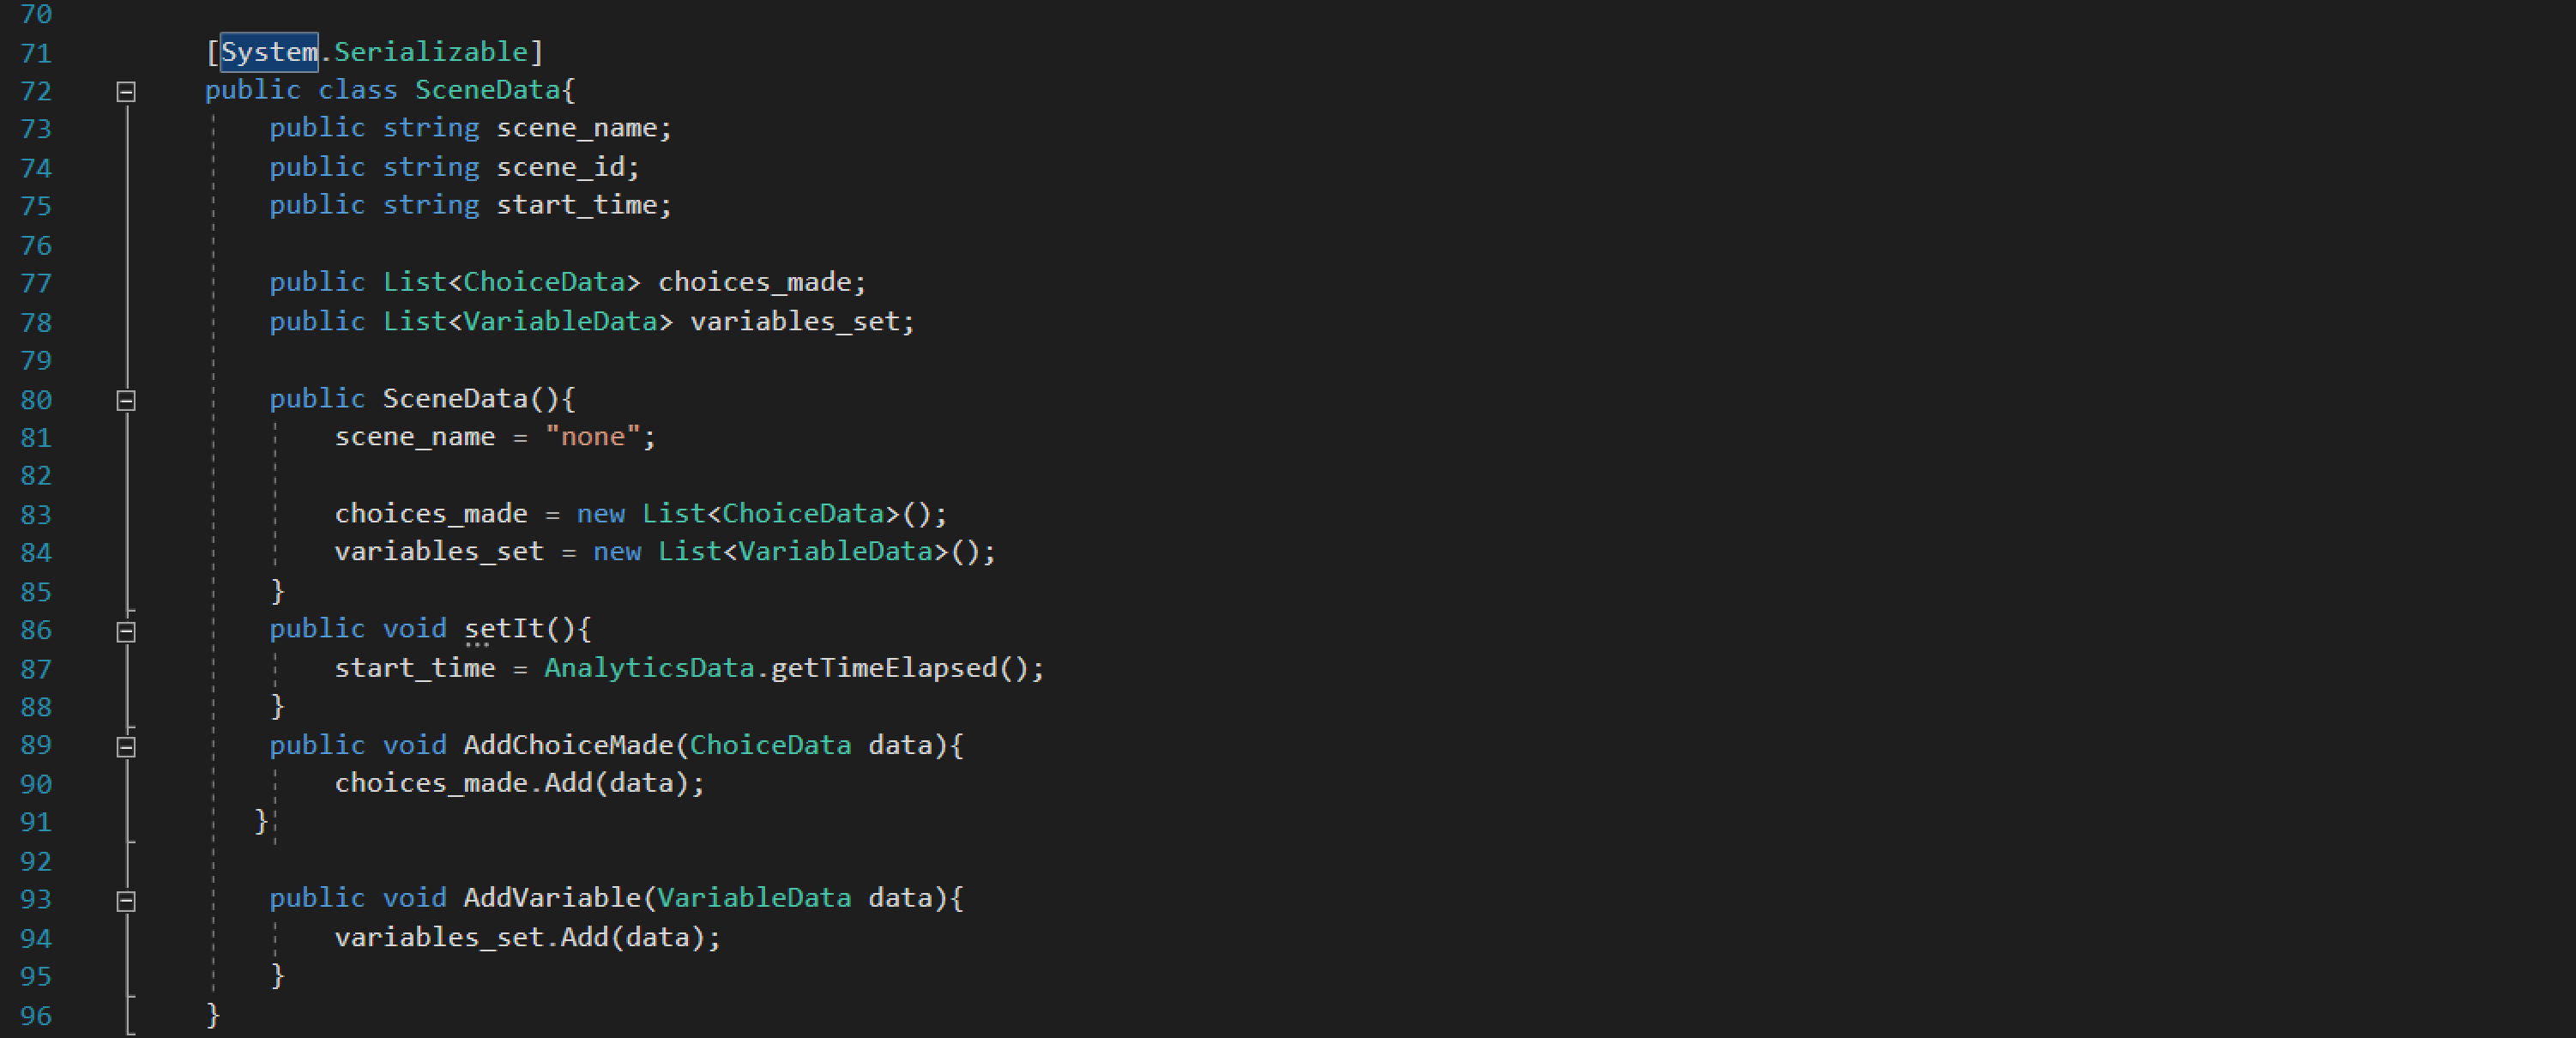 70
71 [System.Serializable]
72 public class SceneData{
73 public string scene_name;
74 public string scene_id;
75 public string start_time;
76
77 public List<ChoiceData> choices_made;
78 public List<VariableData> variables_set;
79
80 public SceneData(){
81 scene_name = "none";
82
83 choices_made = new List<ChoiceData>();
84 variables_set = new List<VariableData>();
85 }
86 public void setIt(){
87 start_time = AnalyticsData.getTimeElapsed();
88 }
89 public void AddChoiceMade(ChoiceData data){
90 choices_made.Add(data);
91 }
92
93 public void AddVariable(VariableData data){
94 variables_set.Add(data);
95 }
96 }